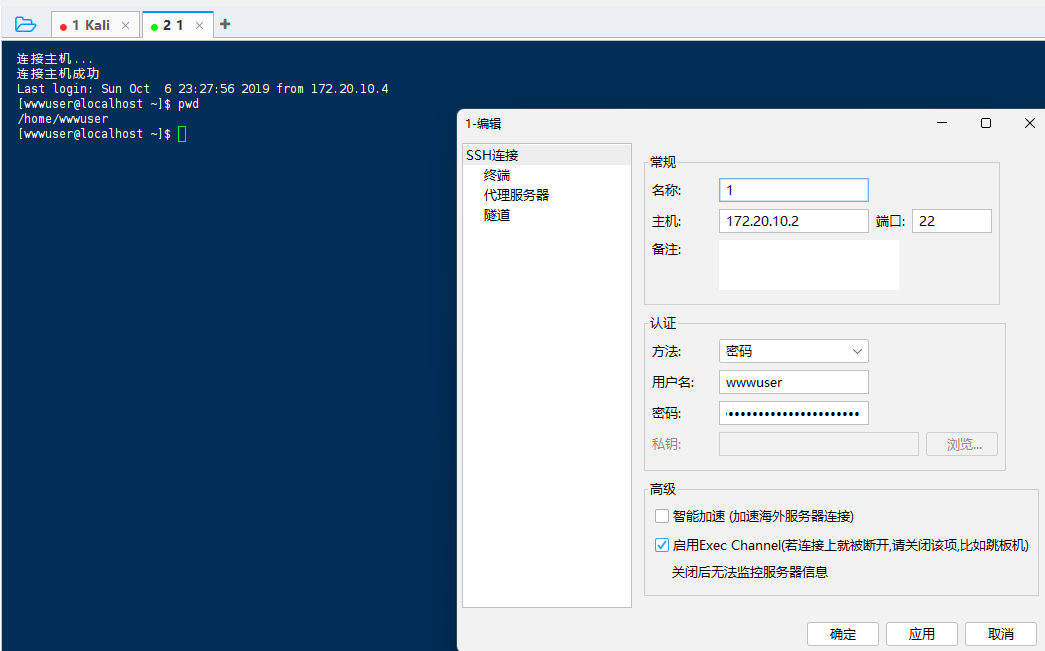 1 Kali
2 1
连接主机...
连接主机成功
Last login: Sun Oct  6 23:27:56 2019 from 172.20.10.4
[wwwuser@localhost ~]$ pwd
/home/wwwuser
[wwwuser@localhost ~]$
1-编辑
SSH连接
终端
代理服务器
隧道
常规
名称: 1
主机: 172.20.10.2 端口: 22
备注:
认证
方法: 密码
用户名: wwwuser
密码: ••••••••••••••••••••••
私钥: 浏览...
高级
智能加速 (加速海外服务器连接)
启用Exec Channel(若连接上就被断开,请关闭该项,比如跳板机)
关闭后无法监控服务器信息
确定 应用 取消